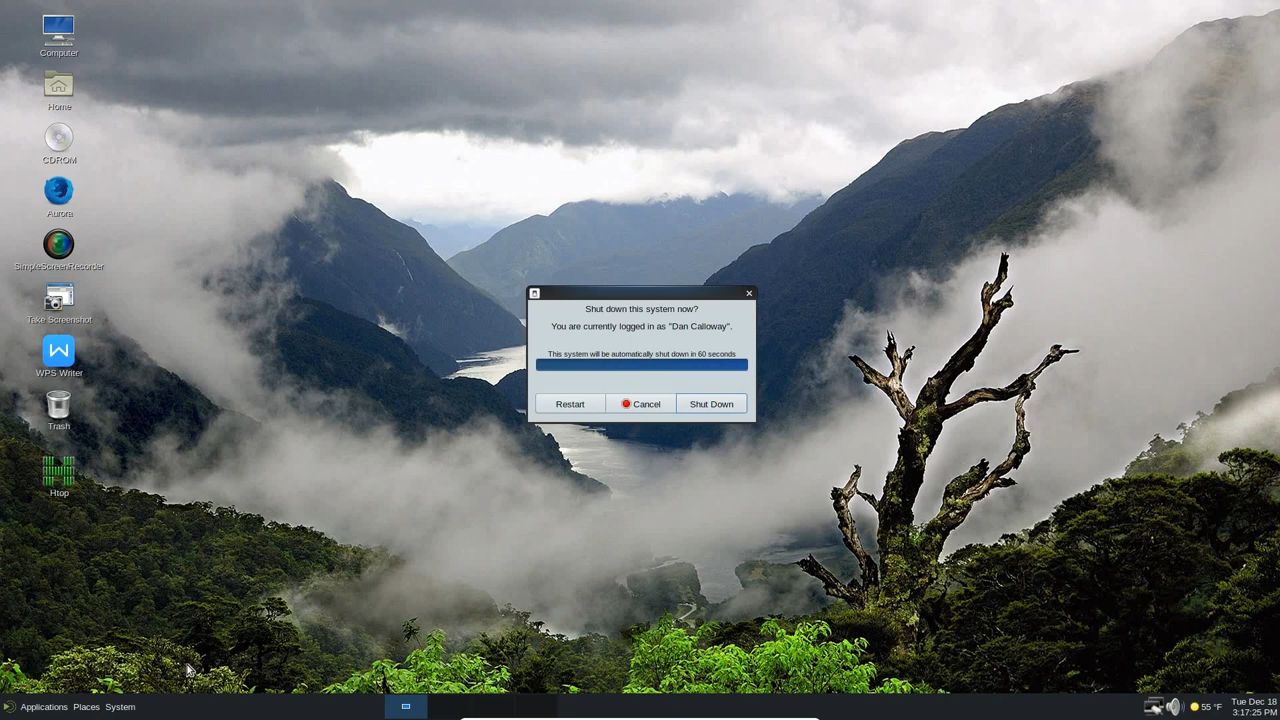 Computer
Home
CDROM
Aurora
SimpleScreenRecorder
Take Screenshot
WPS Writer
Trash
Htop
Shut down this system now?
You are currently logged in as "Dan Calloway".
This system will be automatically shut down in 60 seconds
Restart
Cancel
Shut Down
Applications Places System
55 °F
Tue Dec 18
3:17:25 PM